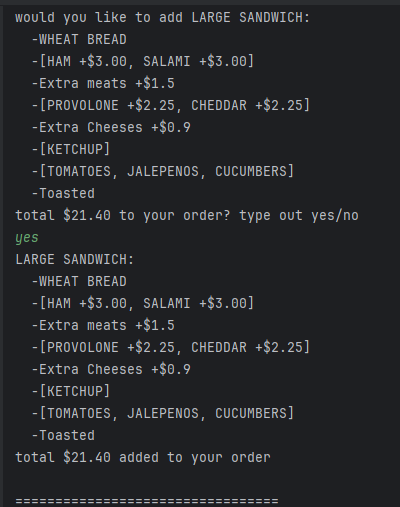 would you like to add LARGE SANDWICH:
  -WHEAT BREAD
  -[HAM +$3.00, SALAMI +$3.00]
  -Extra meats +$1.5
  -[PROVOLONE +$2.25, CHEDDAR +$2.25]
  -Extra Cheeses +$0.9
  -[KETCHUP]
  -[TOMATOES, JALEPENOS, CUCUMBERS]
  -Toasted
total $21.40 to your order? type out yes/no
yes
LARGE SANDWICH:
  -WHEAT BREAD
  -[HAM +$3.00, SALAMI +$3.00]
  -Extra meats +$1.5
  -[PROVOLONE +$2.25, CHEDDAR +$2.25]
  -Extra Cheeses +$0.9
  -[KETCHUP]
  -[TOMATOES, JALEPENOS, CUCUMBERS]
  -Toasted
total $21.40 added to your order
=================================